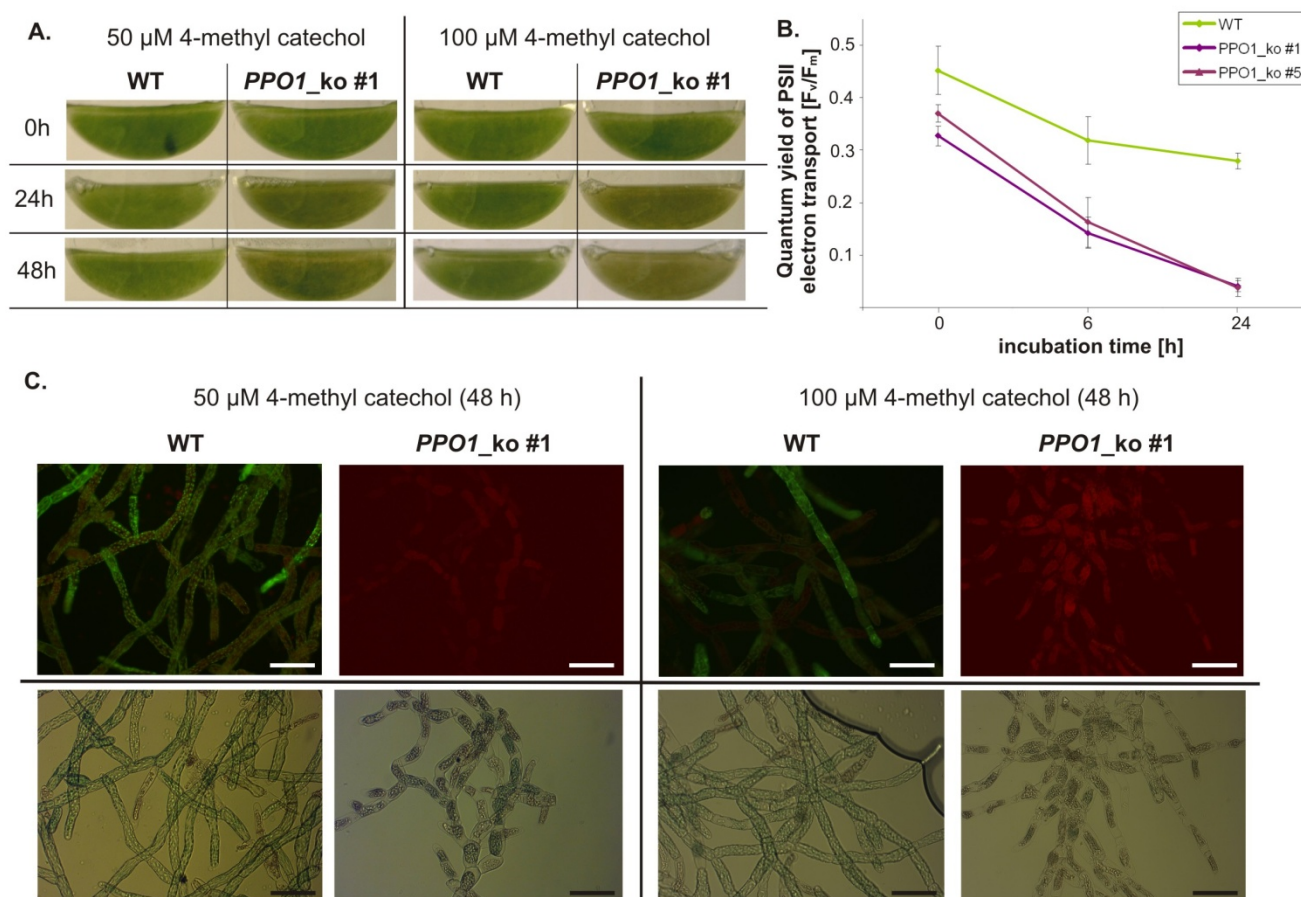 A.
50 µM 4-methyl catechol
100 µM 4-methyl catechol
WT
PPO1_ko #1
WT
PPO1_ko #1
0h
24h
48h
B.
WT
PPO1_ko #1
PPO1_ko #5
Quantum yield of PSII
electron transport [Fv/Fm]
0.5
0.4
0.3
0.2
0.1
0
6
24
incubation time [h]
C.
50 µM 4-methyl catechol (48 h)
100 µM 4-methyl catechol (48 h)
WT
PPO1_ko #1
WT
PPO1_ko #1